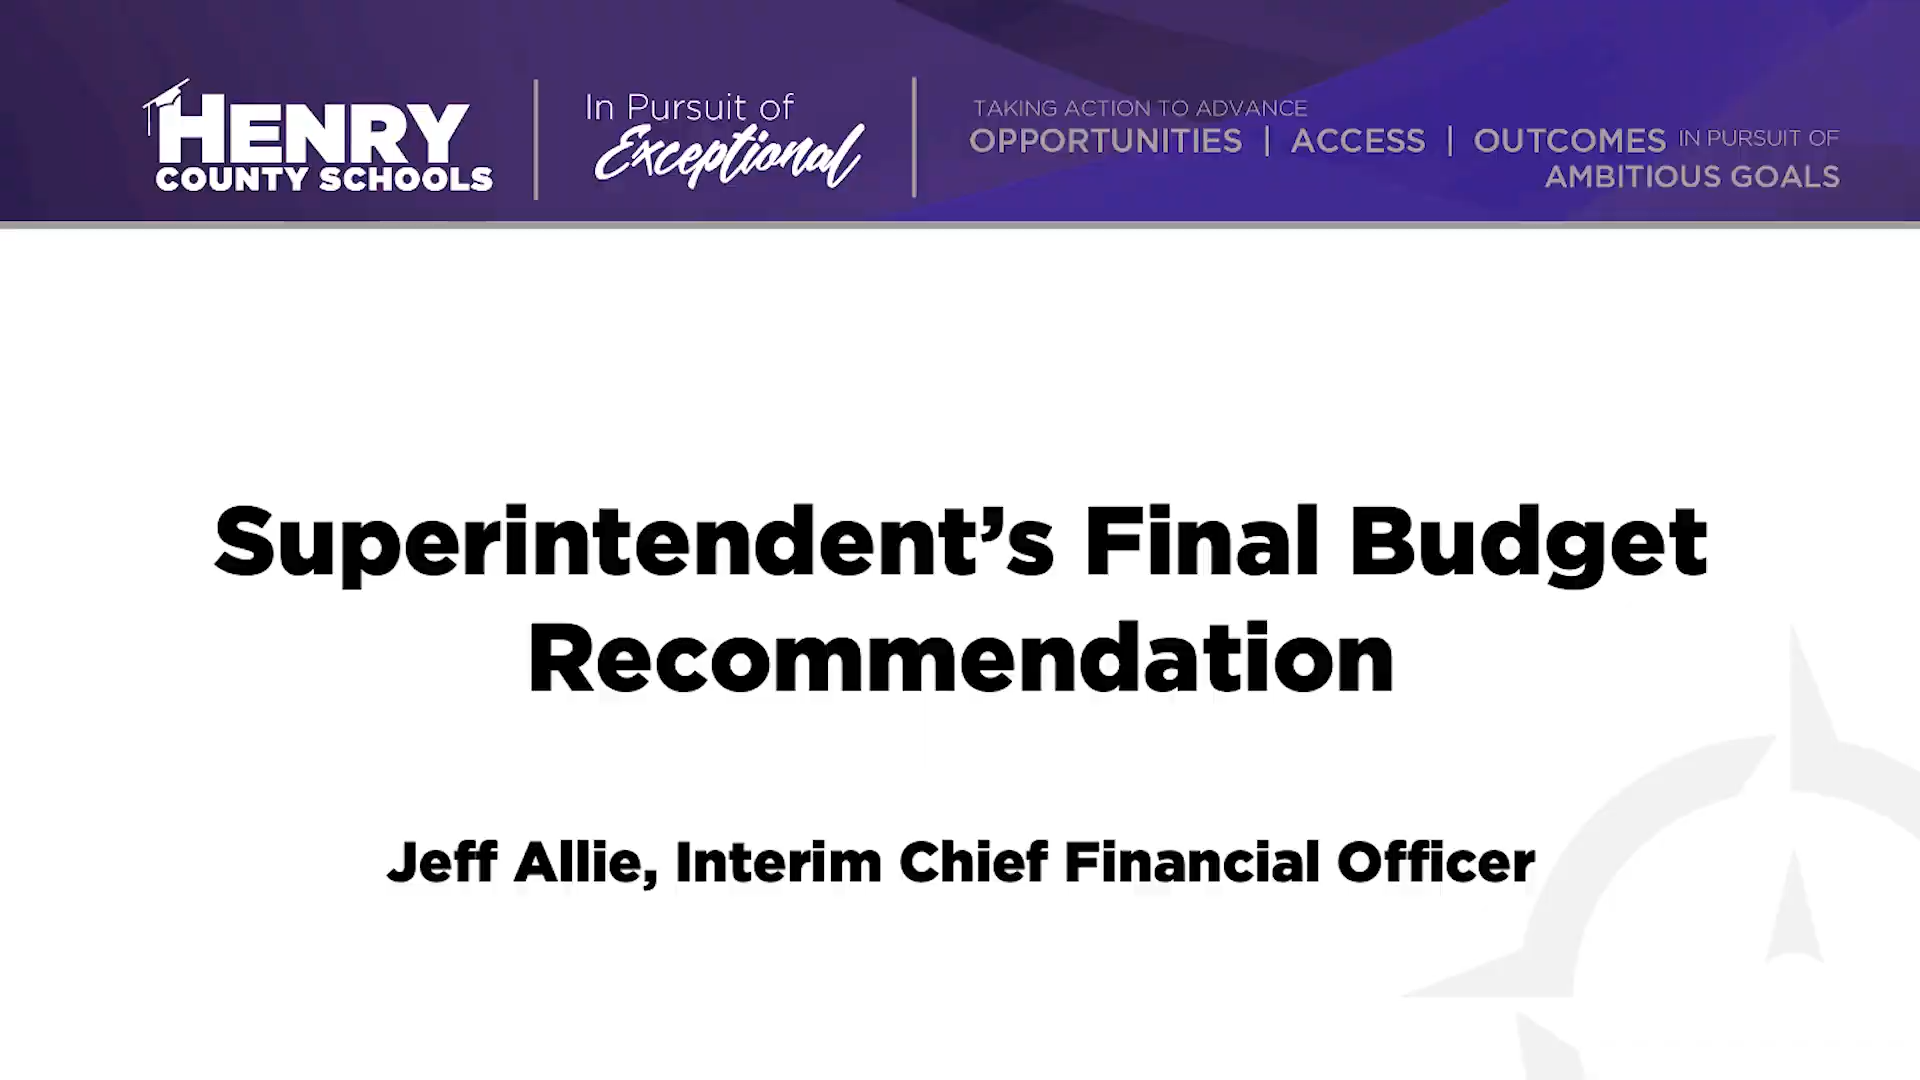 HENRY
COUNTY SCHOOLS
In Pursuit of
Exceptional
TAKING ACTION TO ADVANCE
OPPORTUNITIES | ACCESS | OUTCOMES IN PURSUIT OF
AMBITIOUS GOALS
Superintendent’s Final Budget
Recommendation
Jeff Allie, Interim Chief Financial Officer